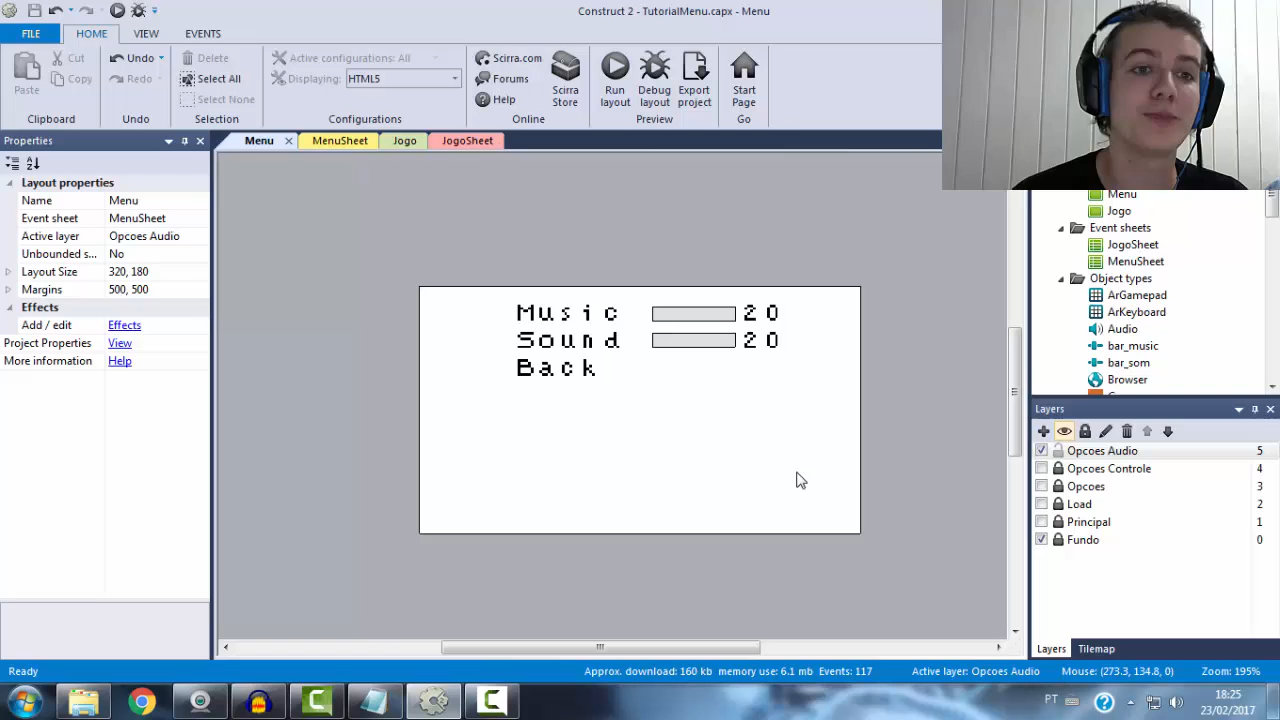 Construct 2 - TutorialMenu.capx - Menu
FILE HOME VIEW EVENTS
Paste Cut Copy
Clipboard
Undo Redo
Undo
Delete Select All Select None
Selection
Active configurations: All
Displaying: HTML5
Configurations
Scirra.com Forums Help
Scirra Store
Online
Run layout Debug layout Export project
Preview
Start Page
Go
Properties
Layout properties
Name Menu
Event sheet MenuSheet
Active layer Opcoes Audio
Unbounded s... No
Layout Size 320, 180
Margins 500, 500
Effects
Add / edit Effects
Project Properties View
More information Help
Menu MenuSheet Jogo JogoSheet
Music 20
Sound 20
Back
Menu
Jogo
Event sheets
JogoSheet
MenuSheet
Object types
ArGamepad
ArKeyboard
Audio
bar_music
bar_som
Browser
Layers
Opcoes Audio 5
Opcoes Controle 4
Opcoes 3
Load 2
Principal 1
Fundo 0
Layers Tilemap
Ready Approx. download: 160 kb memory use: 6.1 mb Events: 117 Active layer: Opcoes Audio Mouse: (273.3, 134.8, 0) Zoom: 195%
PT 18:25
23/02/2017